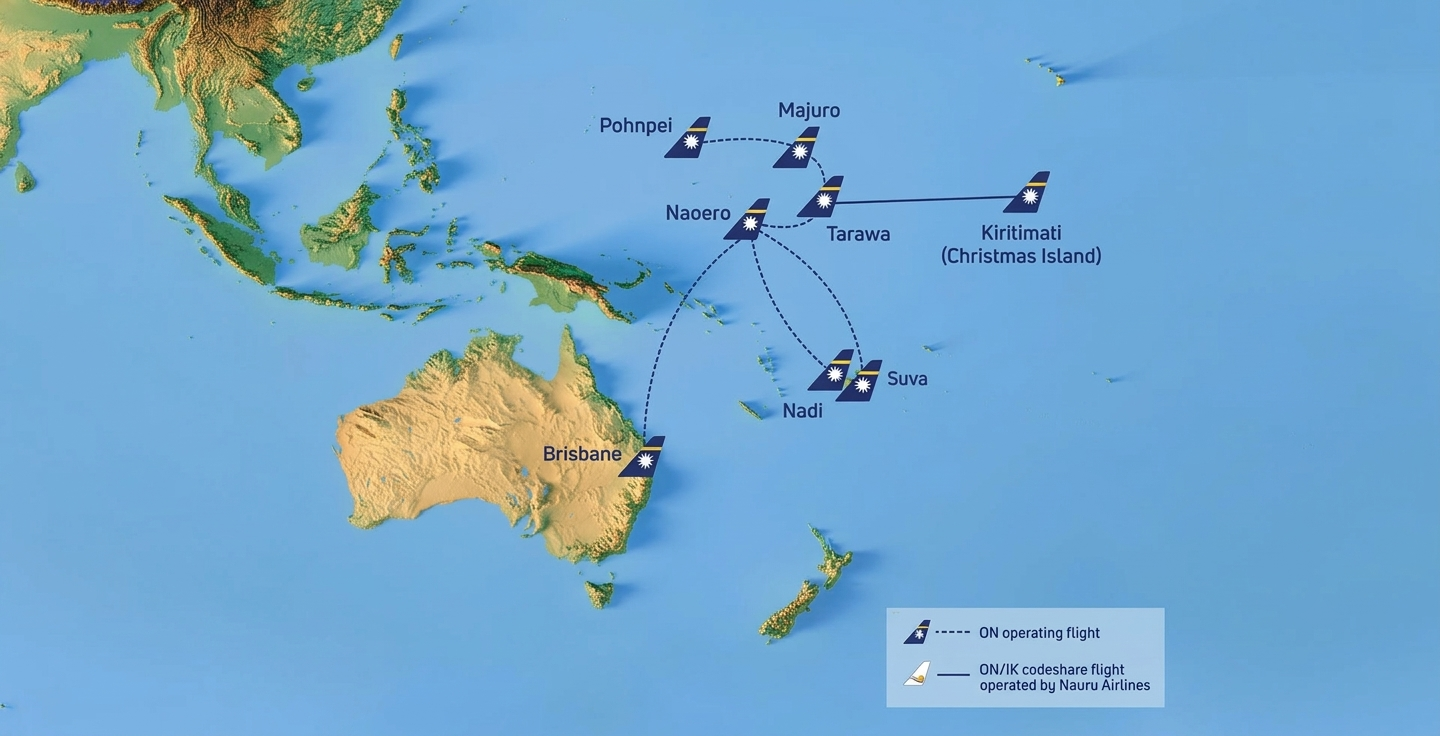 Majuro
Pohnpei
Naoero
Tarawa
Kiritimati
(Christmas Island)
Suva
Nadi
Brisbane
ON operating flight
ON/IK codeshare flight
operated by Nauru Airlines